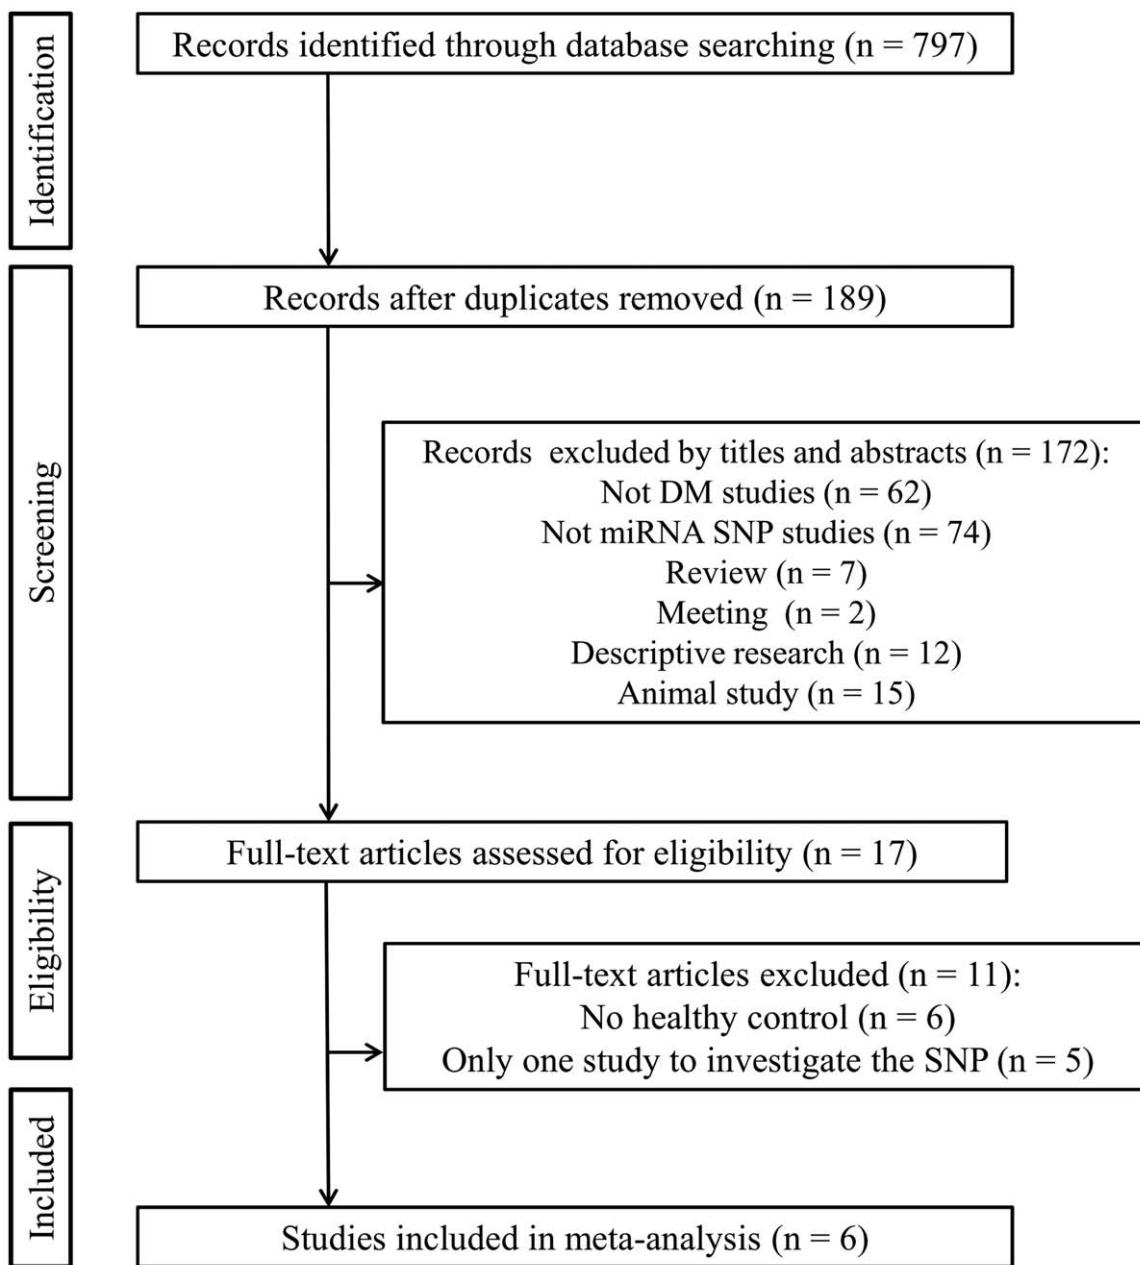 Identification
Records identified through database searching (n = 797)
Screening
Records after duplicates removed (n = 189)
Records excluded by titles and abstracts (n = 172):
Not DM studies (n = 62)
Not miRNA SNP studies (n = 74)
Review (n = 7)
Meeting (n = 2)
Descriptive research (n = 12)
Animal study (n = 15)
Eligibility
Full-text articles assessed for eligibility (n = 17)
Full-text articles excluded (n = 11):
No healthy control (n = 6)
Only one study to investigate the SNP (n = 5)
Included
Studies included in meta-analysis (n = 6)